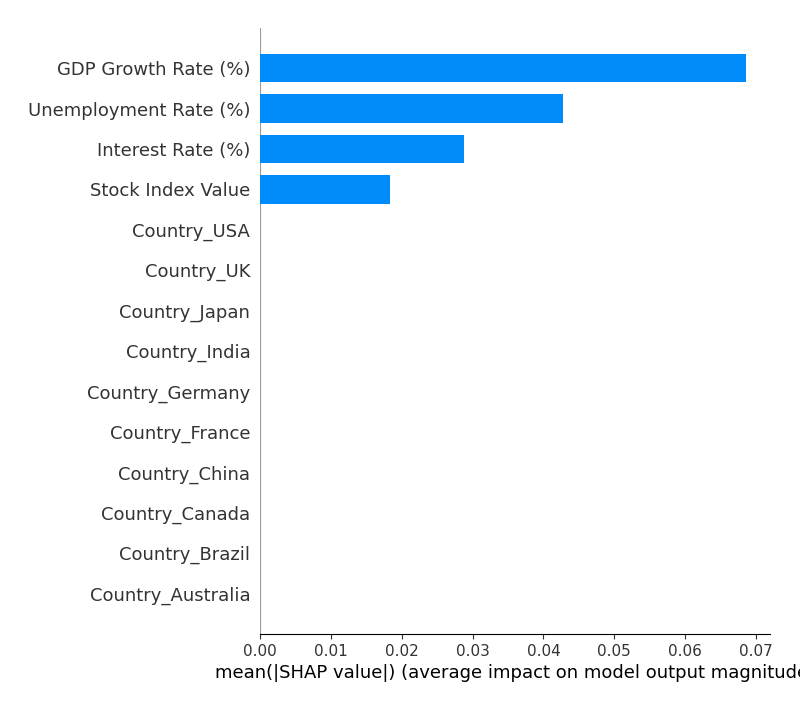 GDP Growth Rate (%)
Unemployment Rate (%)
Interest Rate (%)
Stock Index Value
Country_USA
Country_UK
Country_Japan
Country_India
Country_Germany
Country_France
Country_China
Country_Canada
Country_Brazil
Country_Australia
0.00 0.01 0.02 0.03 0.04 0.05 0.06 0.07
mean(|SHAP value|) (average impact on model output magnitude